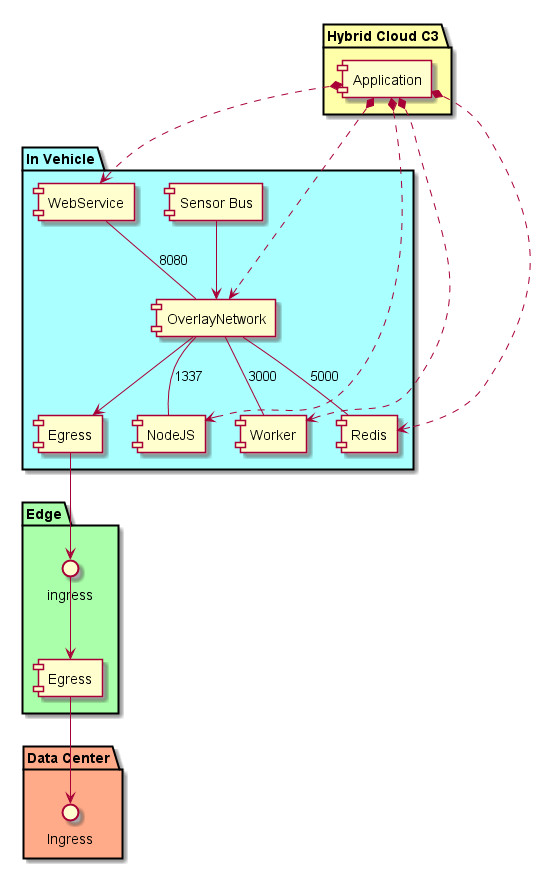 Hybrid Cloud C3
Application
In Vehicle
WebService
Sensor Bus
8080
OverlayNetwork
1337
3000
5000
Egress
NodeJS
Worker
Redis
Edge
ingress
Egress
Data Center
Ingress